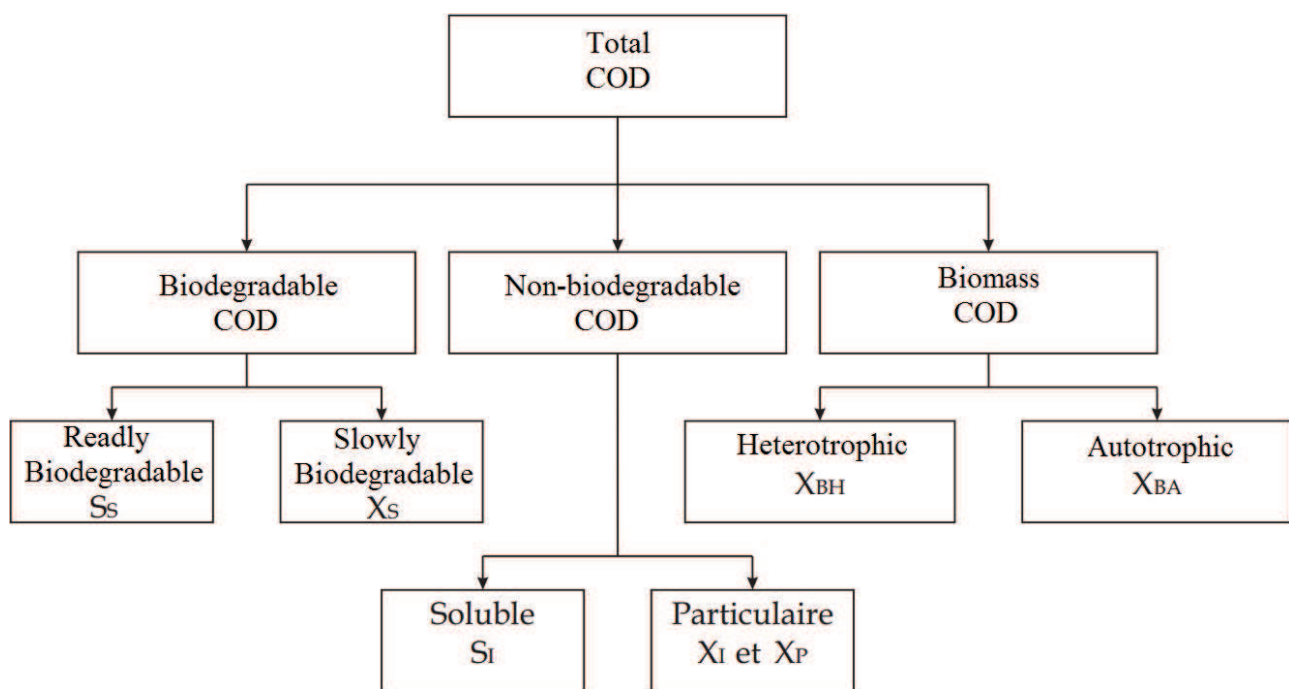 Total
COD
Biodegradable
COD
Non-biodegradable
COD
Biomass
COD
Readly
Biodegradable
SS
Slowly
Biodegradable
XS
Heterotrophic
XBH
Autotrophic
XBA
Soluble
SI
Particulaire
XI et XP